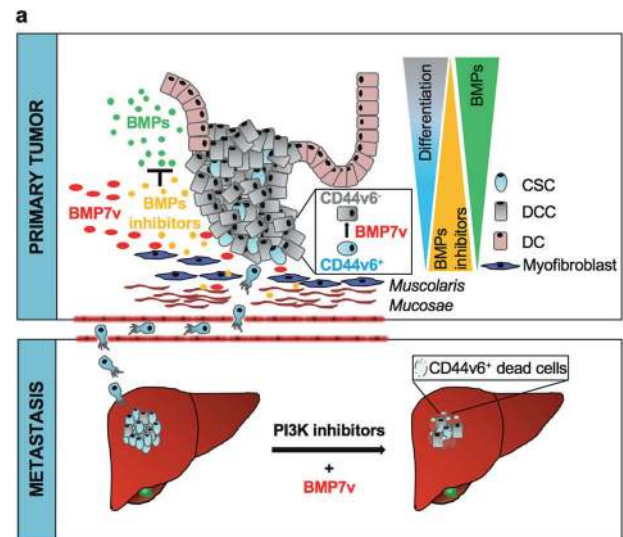 a
PRIMARY TUMOR
BMPs
BMP7v
BMPs
inhibitors
CD44v6-
BMP7v
CD44v6+
Differentiation
BMPs
inhibitors
BMPs
CSC
DCC
DC
Myofibroblast
Muscolaris
Mucosae
METASTASIS
PI3K inhibitors
+
BMP7v
CD44v6+ dead cells